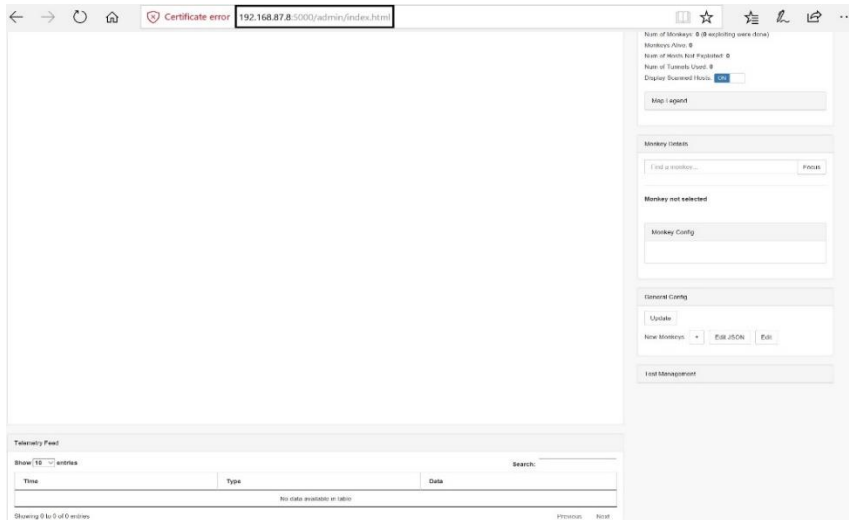 Certificate error 192.168.87.8:5000/admin/index.html
Num of Monkeys: 0 (0 exploiting were done)
Monkeys Alive: 0
Num of Hosts Not Exploited: 0
Num of Tunnels Used: 0
Display Scanned Hosts: ON
Map Legend
Monkey Details
Find a monkey... Focus
Monkey not selected
Monkey Config
General Config
Update
New Monkeys + Edit JSON Edit
Test Management
Telemetry Feed
Show 10 entries Search:
Time Type Data
No data available in table
Showing 0 to 0 of 0 entries Previous Next